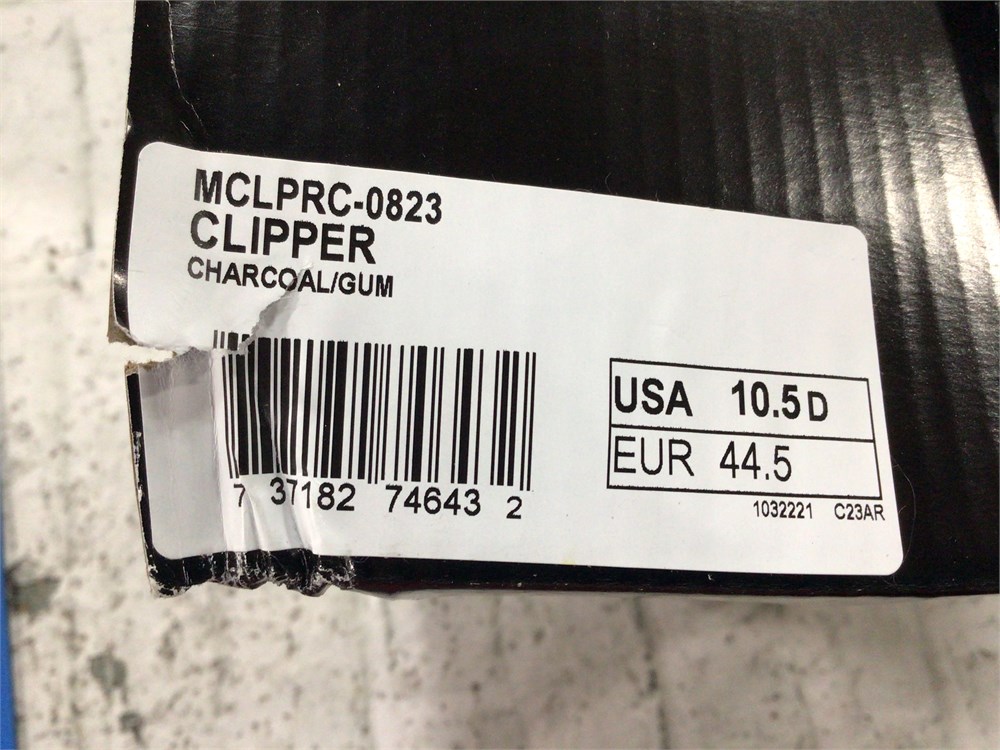 MCLPRC-0823
CLIPPER
CHARCOAL/GUM
USA 10.5 D
EUR 44.5
7 37182 74643 2
1032221 C23AR